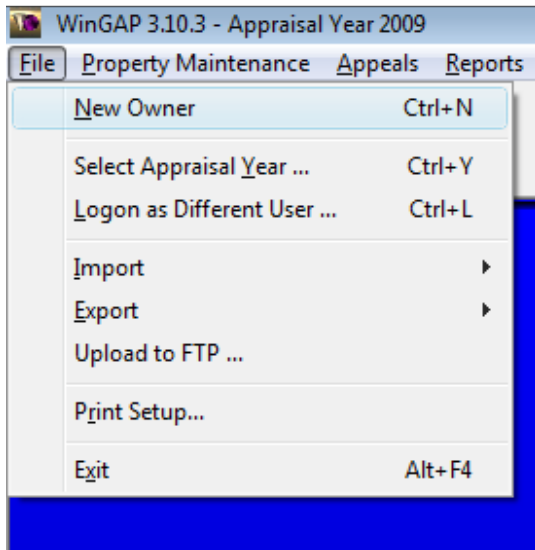 WinGAP 3.10.3 - Appraisal Year 2009
File Property Maintenance Appeals Reports
New Owner Ctrl+N
Select Appraisal Year ... Ctrl+Y
Logon as Different User ... Ctrl+L
Import
Export
Upload to FTP ...
Print Setup...
Exit Alt+F4